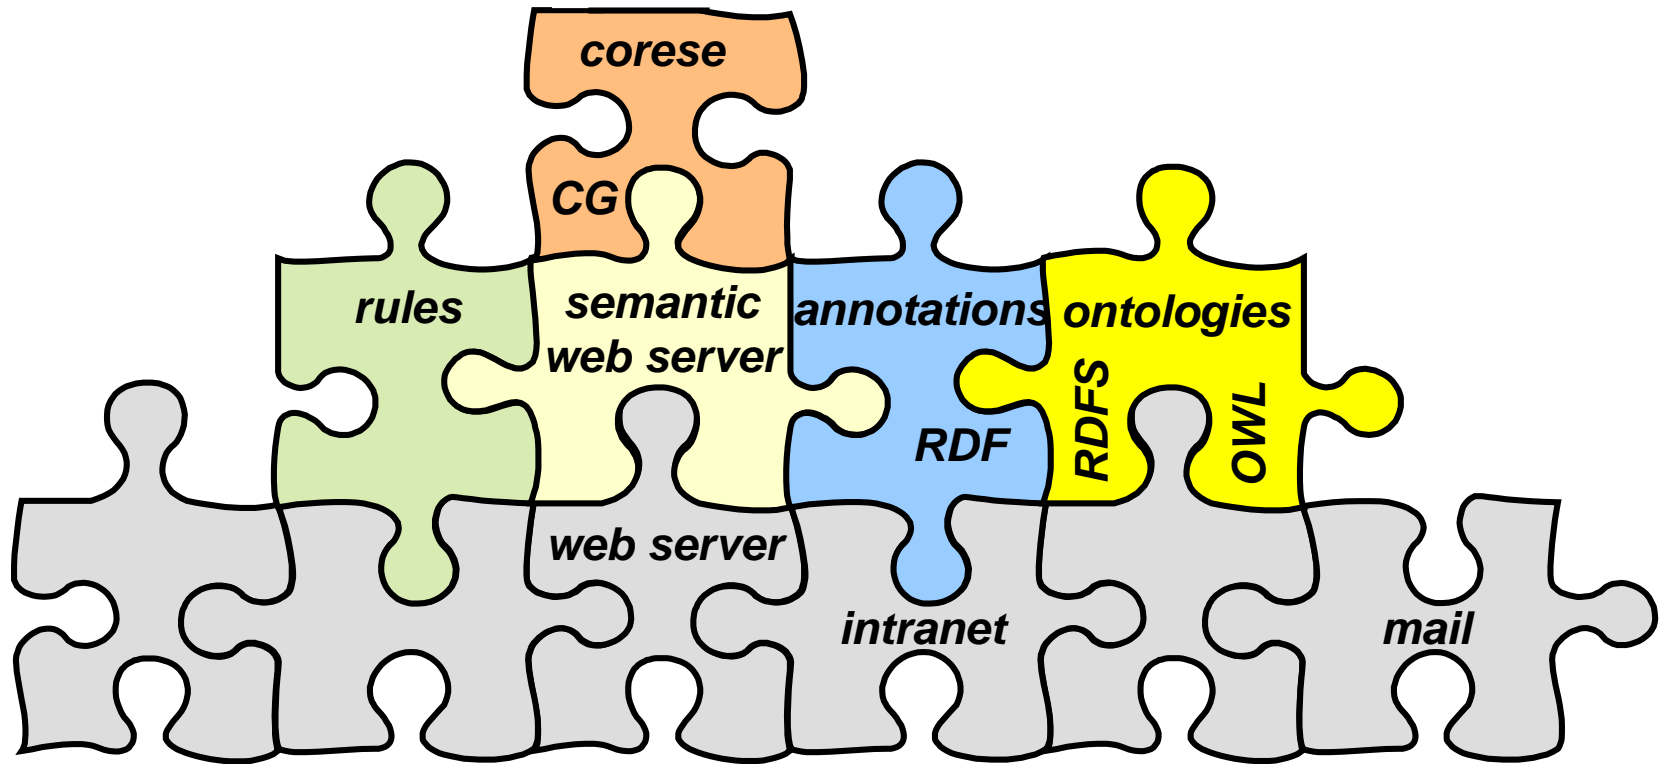 corese
CG
rules
semantic
web server
annotations
RDF
ontologies
RDFS
OWL
web server
intranet
mail